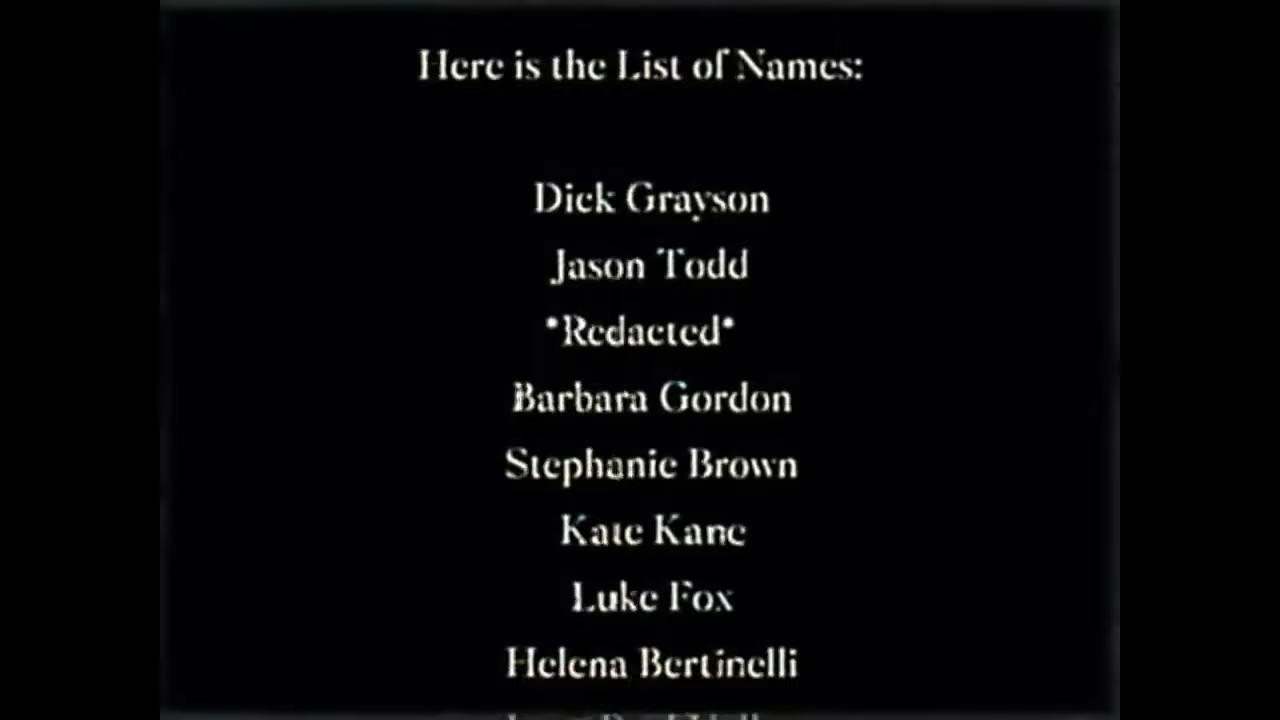 Here is the List of Names:
Dick Grayson
Jason Todd
*Redacted*
Barbara Gordon
Stephanie Brown
Kate Kane
Luke Fox
Helena Bertinelli